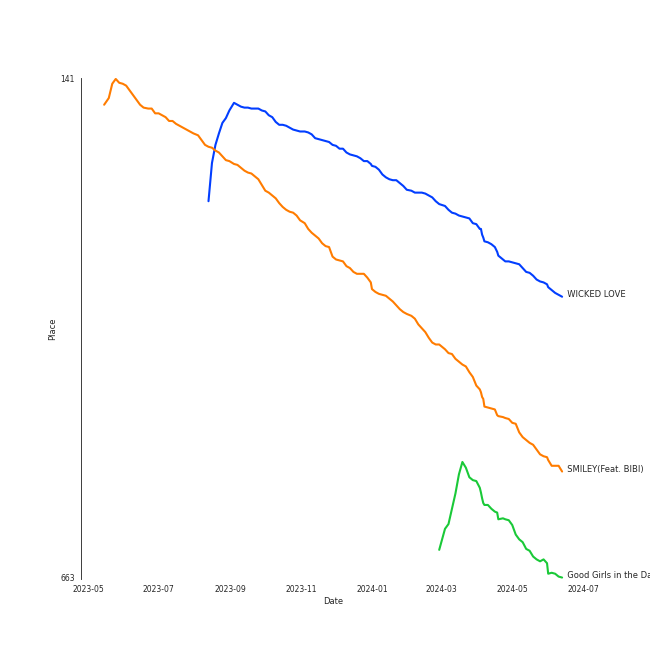 141
WICKED LOVE
Place
SMILEY(Feat. BIBI)
Good Girls in the Da
663
2023-05 2023-07 2023-09 2023-11 2024-01 2024-03 2024-05 2024-07
Date